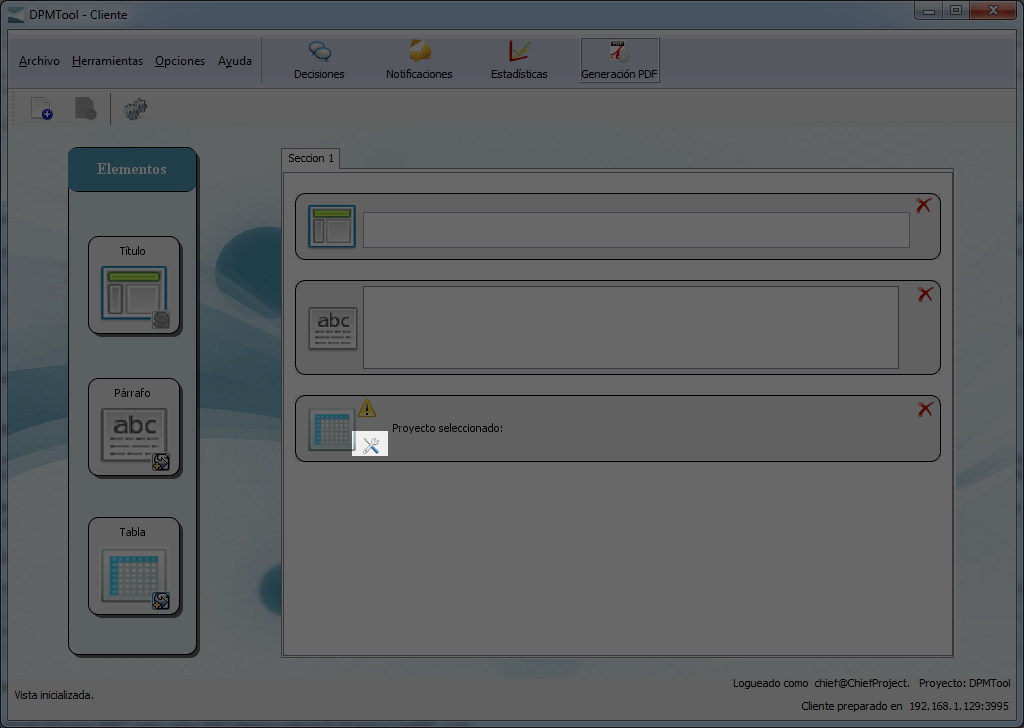 DPMTool - Cliente
Archivo Herramientas Opciones Ayuda
Decisiones Notificaciones Estadísticas Generación PDF
Elementos
Seccion 1
Título
abc
Párrafo
abc
Proyecto seleccionado:
Tabla
Logueado como chief@ChiefProject. Proyecto: DPMTool
Vista inicializada.
Cliente preparado en 192.168.1.129:3995